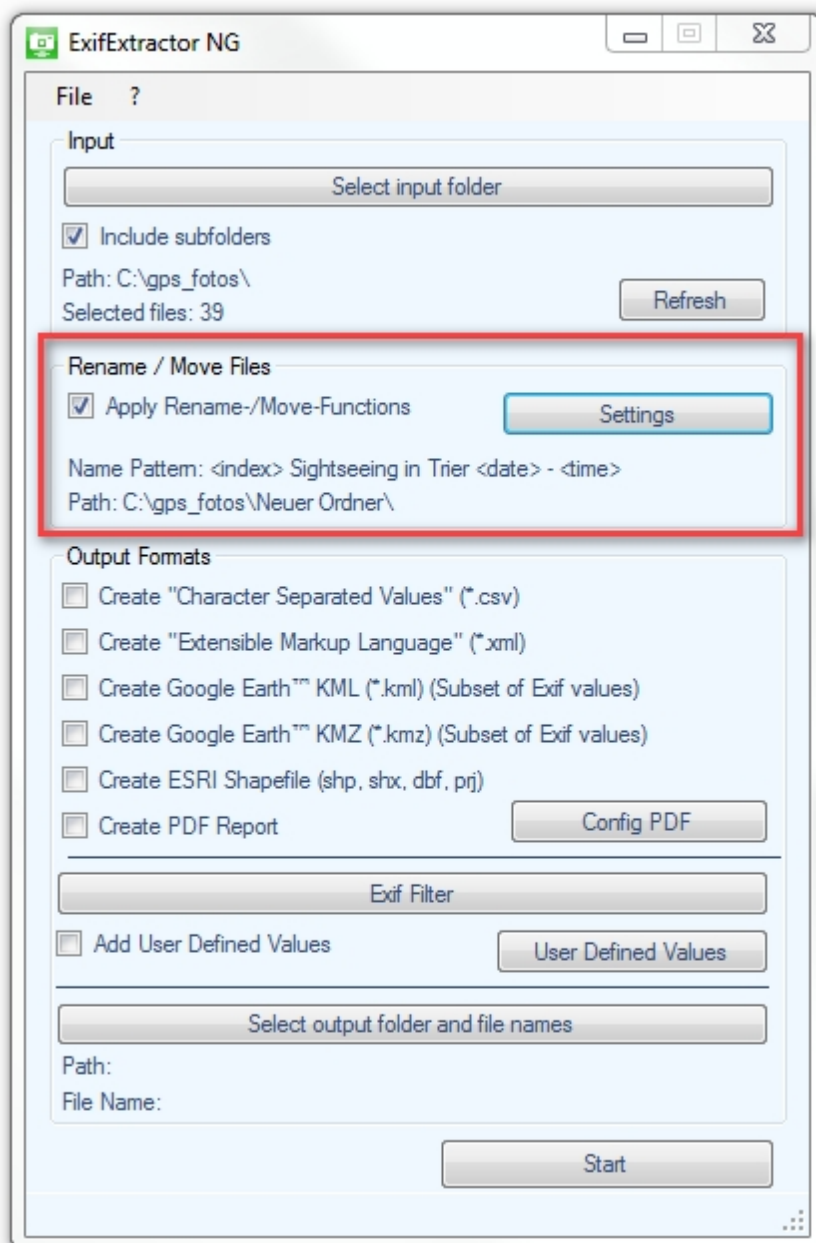 ExifExtractor NG
File ?
Input
Select input folder
Include subfolders
Path: C:\gps_fotos\
Selected files: 39
Refresh
Rename / Move Files
Apply Rename-/Move-Functions
Settings
Name Pattern: <index> Sightseeing in Trier <date> - <time>
Path: C:\gps_fotos\Neuer Ordner\
Output Formats
Create "Character Separated Values" (*.csv)
Create "Extensible Markup Language" (*.xml)
Create Google Earth™ KML (*.kml) (Subset of Exif values)
Create Google Earth™ KMZ (*.kmz) (Subset of Exif values)
Create ESRI Shapefile (shp, shx, dbf, prj)
Create PDF Report
Config PDF
Exif Filter
Add User Defined Values
User Defined Values
Select output folder and file names
Path:
File Name:
Start